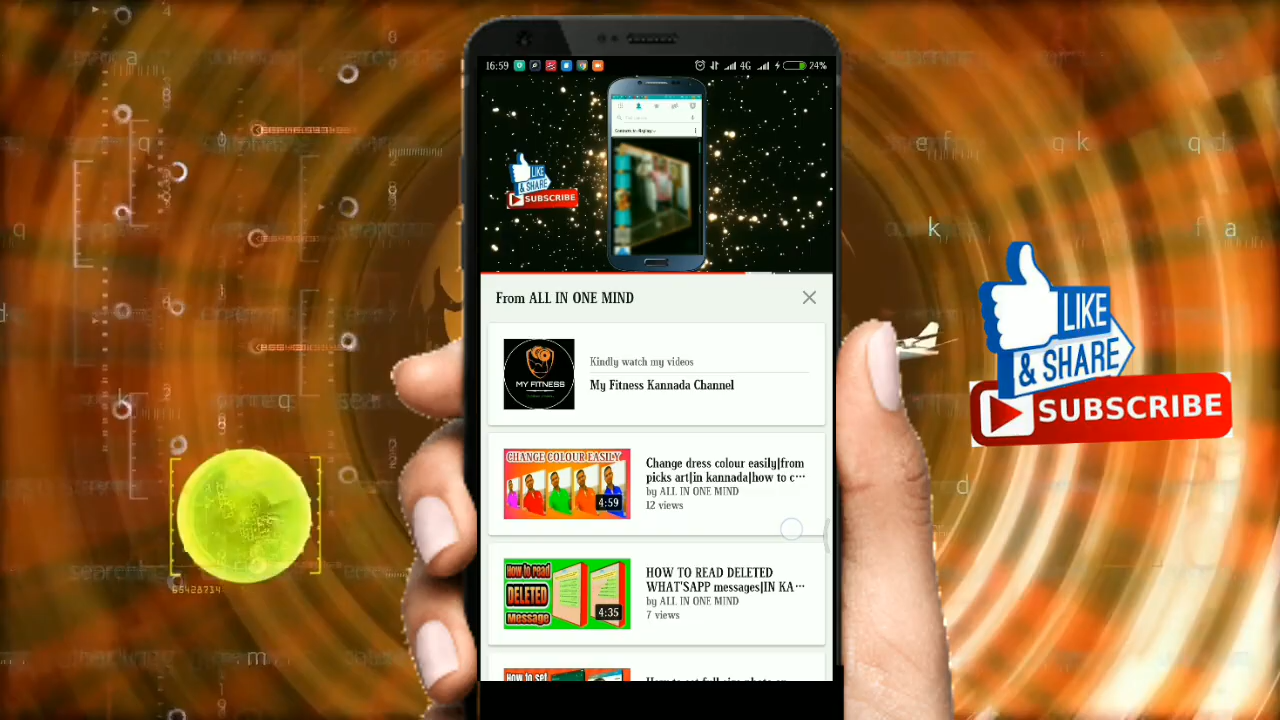 16:59
4G
24%
LIKE
& SHARE
SUBSCRIBE
From ALL IN ONE MIND
MY FITNESS
Kindly watch my videos
My Fitness Kannada Channel
CHANGE COLOUR EASILY
4:59
Change dress colour easily|from
picks art|in kannada|how to c...
by ALL IN ONE MIND
12 views
How to read
DELETED
Message
4:35
HOW TO READ DELETED
WHAT'SAPP messages|IN KA...
by ALL IN ONE MIND
7 views
How to set
LIKE
& SHARE
SUBSCRIBE